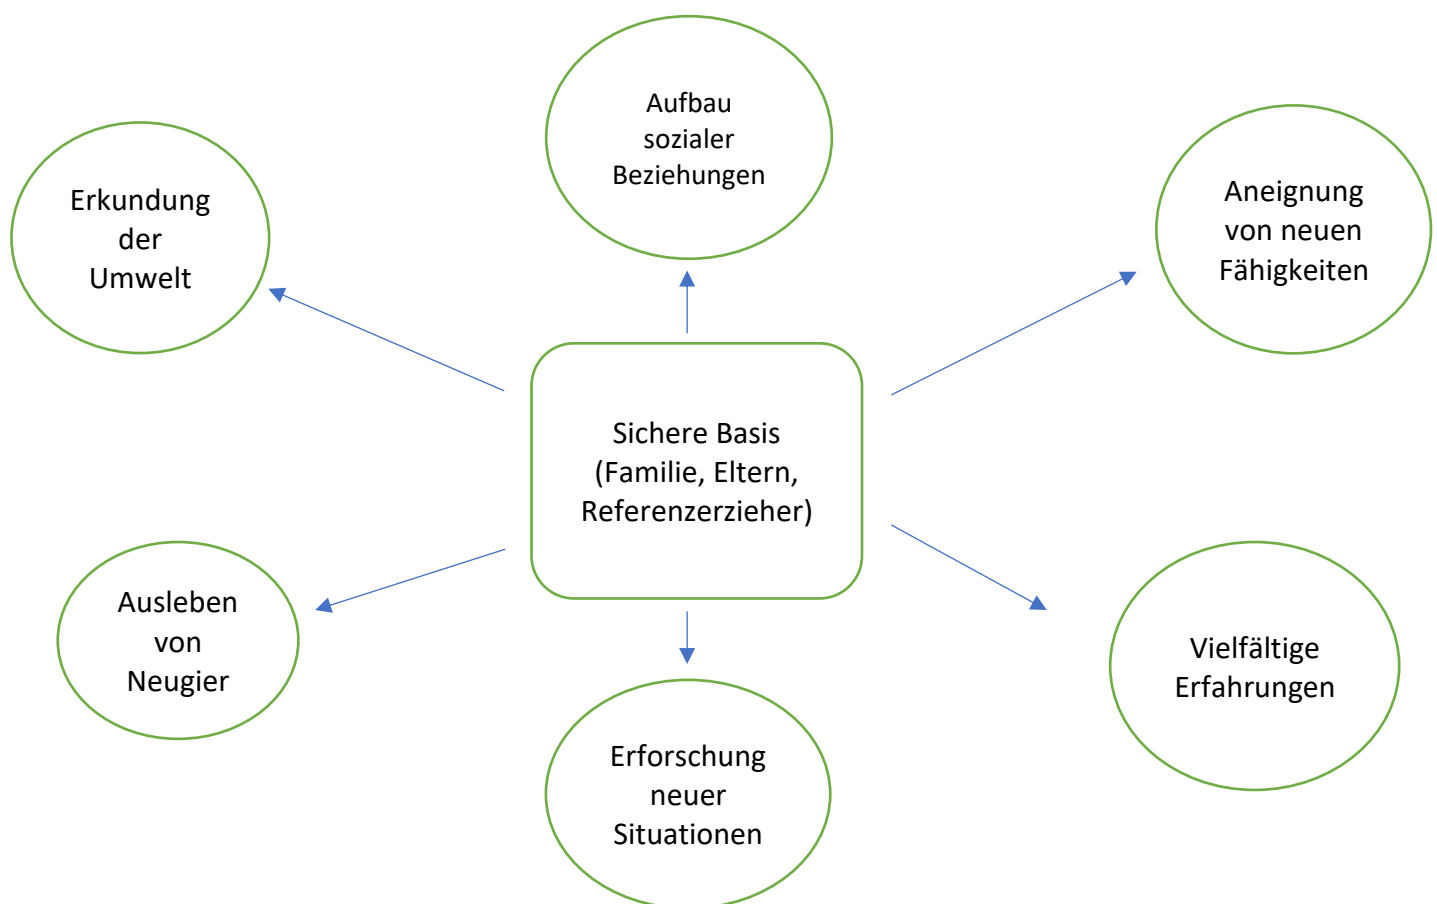 Aufbau
sozialer
Beziehungen
Erkundung
der
Umwelt
Aneignung
von neuen
Fähigkeiten
Sichere Basis
(Familie, Eltern,
Referenzerzieher)
Ausleben
von
Neugier
Vielfältige
Erfahrungen
Erforschung
neuer
Situationen